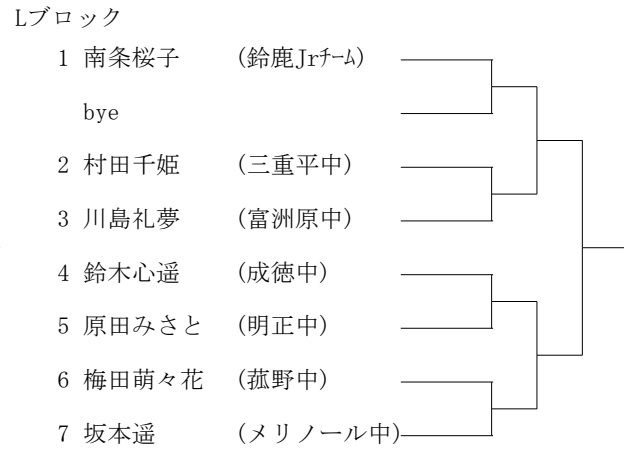 Lブロック
1 南条桜子 (鈴鹿Jrﾁｰﾑ)
bye
2 村田千姫 (三重平中)
3 川島礼夢 (富洲原中)
4 鈴木心遥 (成徳中)
5 原田みさと (明正中)
6 梅田萌々花 (菰野中)
7 坂本遥 (メリノール中)